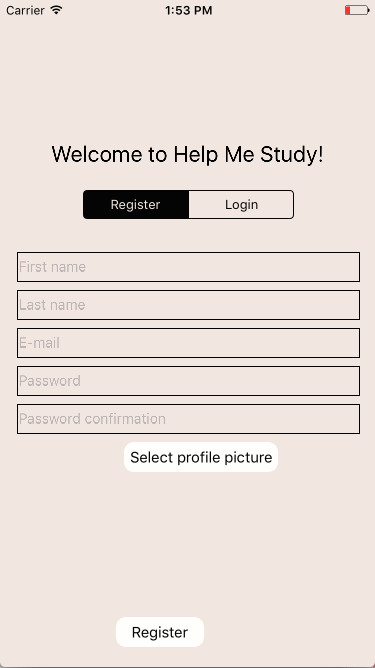 Carrier 1:53 PM
Welcome to Help Me Study!
Register Login
First name
Last name
E-mail
Password
Password confirmation
Select profile picture
Register